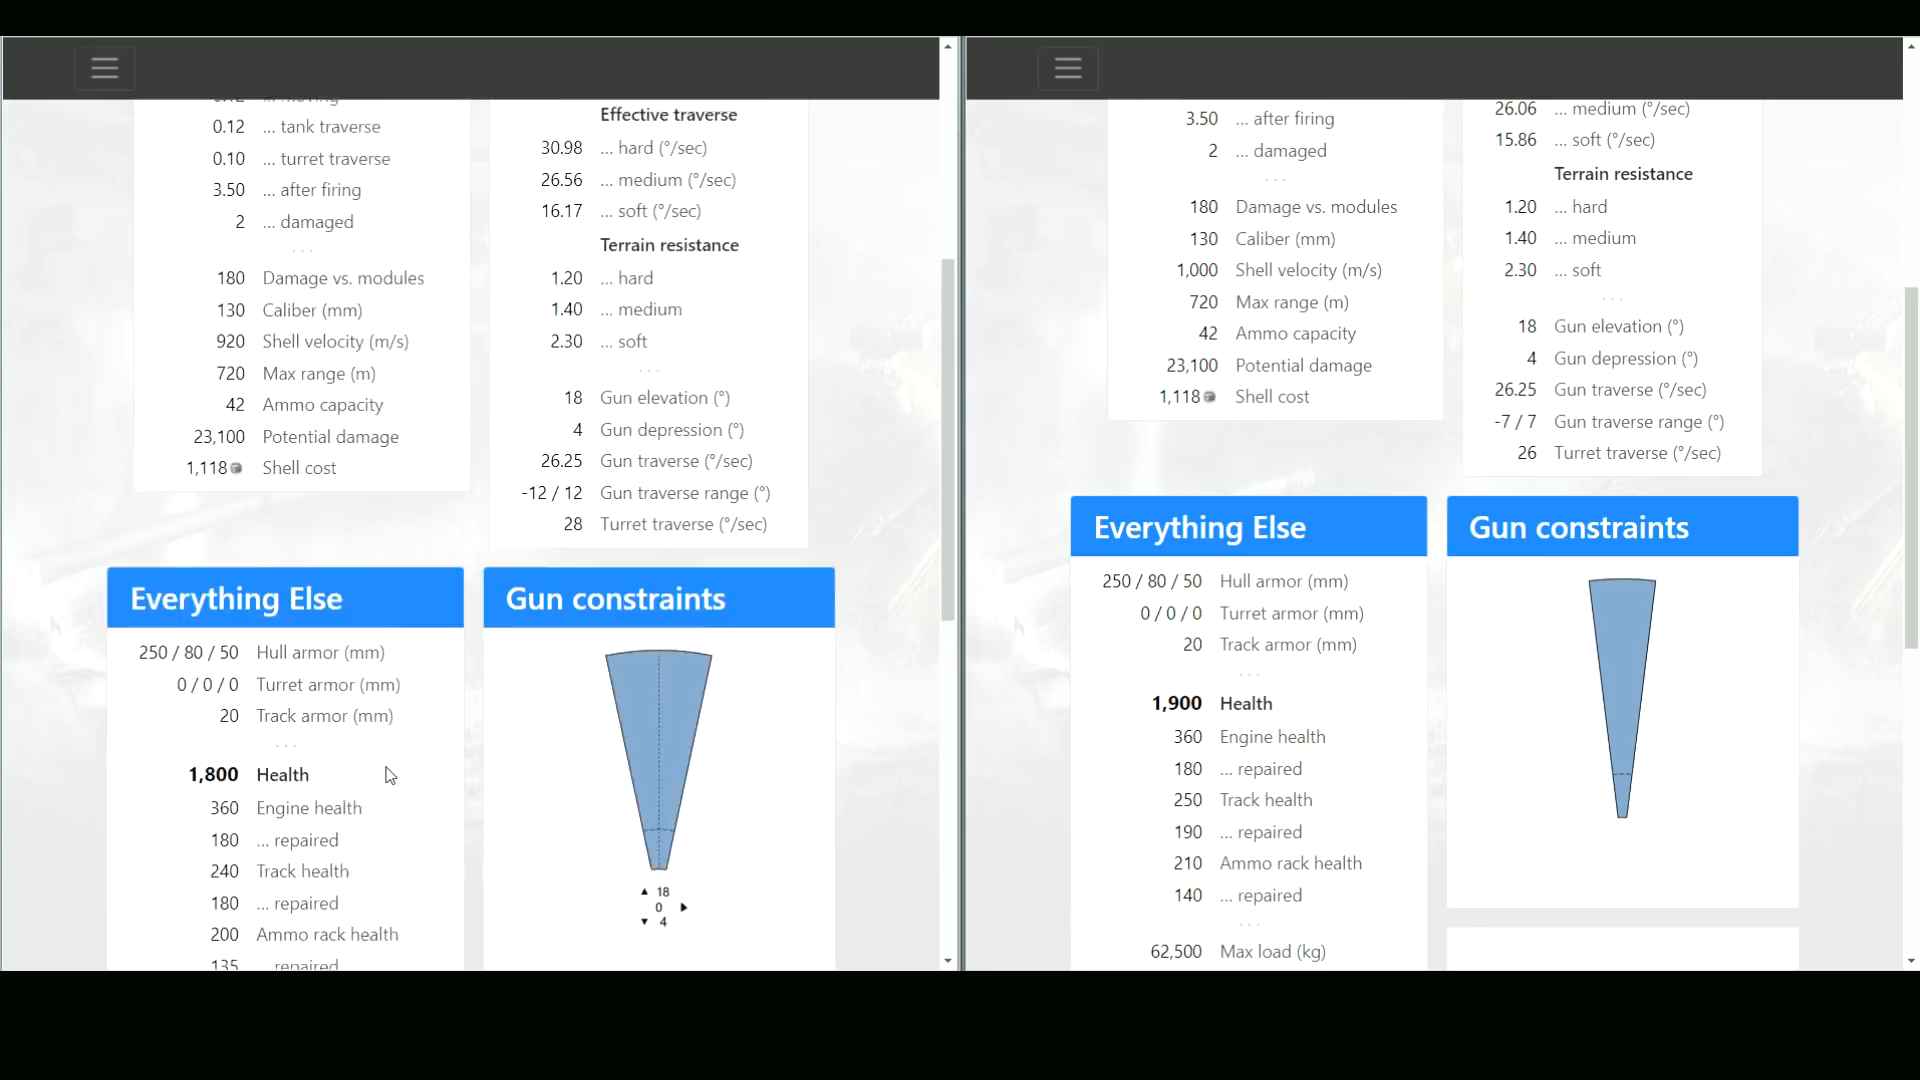 0.12 ... tank traverse
0.10 ... turret traverse
3.50 ... after firing
2 ... damaged
. . .
180 Damage vs. modules
130 Caliber (mm)
920 Shell velocity (m/s)
720 Max range (m)
42 Ammo capacity
23,100 Potential damage
1,118 Shell cost
Effective traverse
30.98 ... hard (°/sec)
26.56 ... medium (°/sec)
16.17 ... soft (°/sec)
Terrain resistance
1.20 ... hard
1.40 ... medium
2.30 ... soft
. . .
18 Gun elevation (°)
4 Gun depression (°)
26.25 Gun traverse (°/sec)
-12 / 12 Gun traverse range (°)
28 Turret traverse (°/sec)
Everything Else
250 / 80 / 50 Hull armor (mm)
0 / 0 / 0 Turret armor (mm)
20 Track armor (mm)
. . .
1,800 Health
360 Engine health
180 ... repaired
240 Track health
180 ... repaired
200 Ammo rack health
135 ... repaired
Gun constraints
▲ 18
0 ▶
▼ 4
3.50 ... after firing
2 ... damaged
. . .
180 Damage vs. modules
130 Caliber (mm)
1,000 Shell velocity (m/s)
720 Max range (m)
42 Ammo capacity
23,100 Potential damage
1,118 Shell cost
26.06 ... medium (°/sec)
15.86 ... soft (°/sec)
Terrain resistance
1.20 ... hard
1.40 ... medium
2.30 ... soft
. . .
18 Gun elevation (°)
4 Gun depression (°)
26.25 Gun traverse (°/sec)
-7 / 7 Gun traverse range (°)
26 Turret traverse (°/sec)
Everything Else
250 / 80 / 50 Hull armor (mm)
0 / 0 / 0 Turret armor (mm)
20 Track armor (mm)
. . .
1,900 Health
360 Engine health
180 ... repaired
250 Track health
190 ... repaired
210 Ammo rack health
140 ... repaired
. . .
62,500 Max load (kg)
Gun constraints